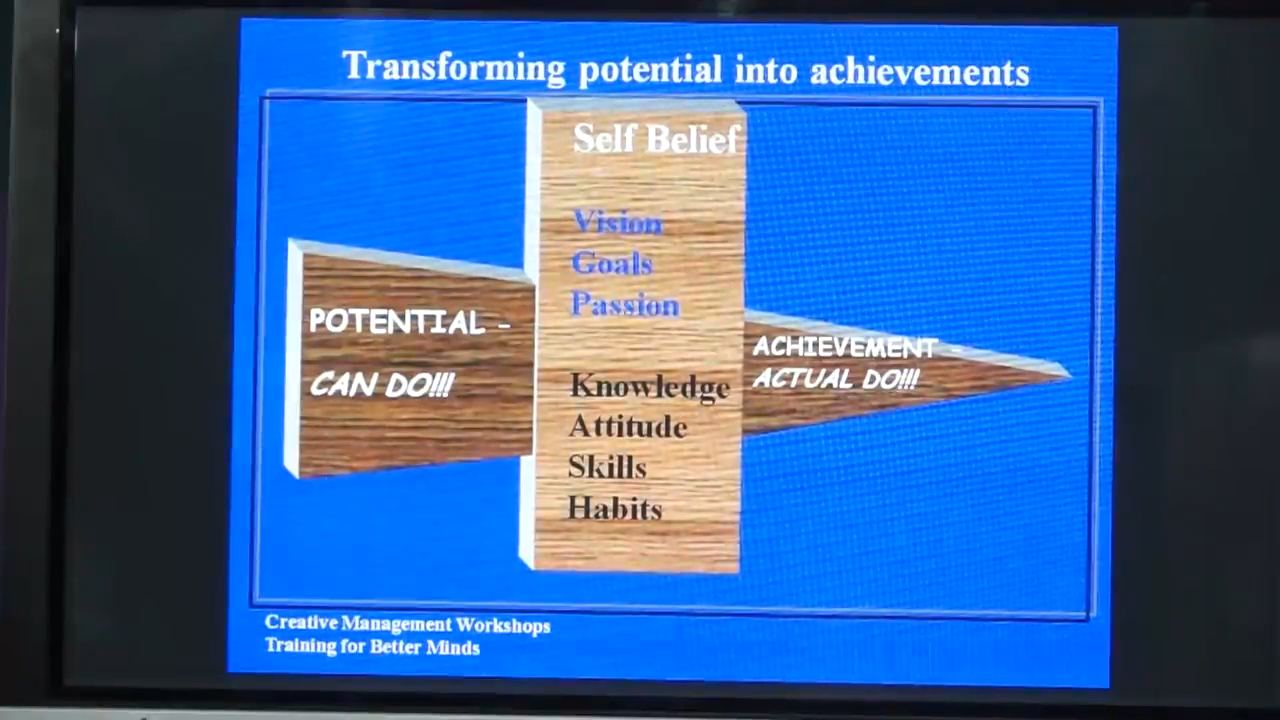 Transforming potential into achievements
Self Belief
Vision
Goals
Passion
Knowledge
Attitude
Skills
Habits
POTENTIAL -
CAN DO!!!
ACHIEVEMENT -
ACTUAL DO!!!
Creative Management Workshops
Training for Better Minds